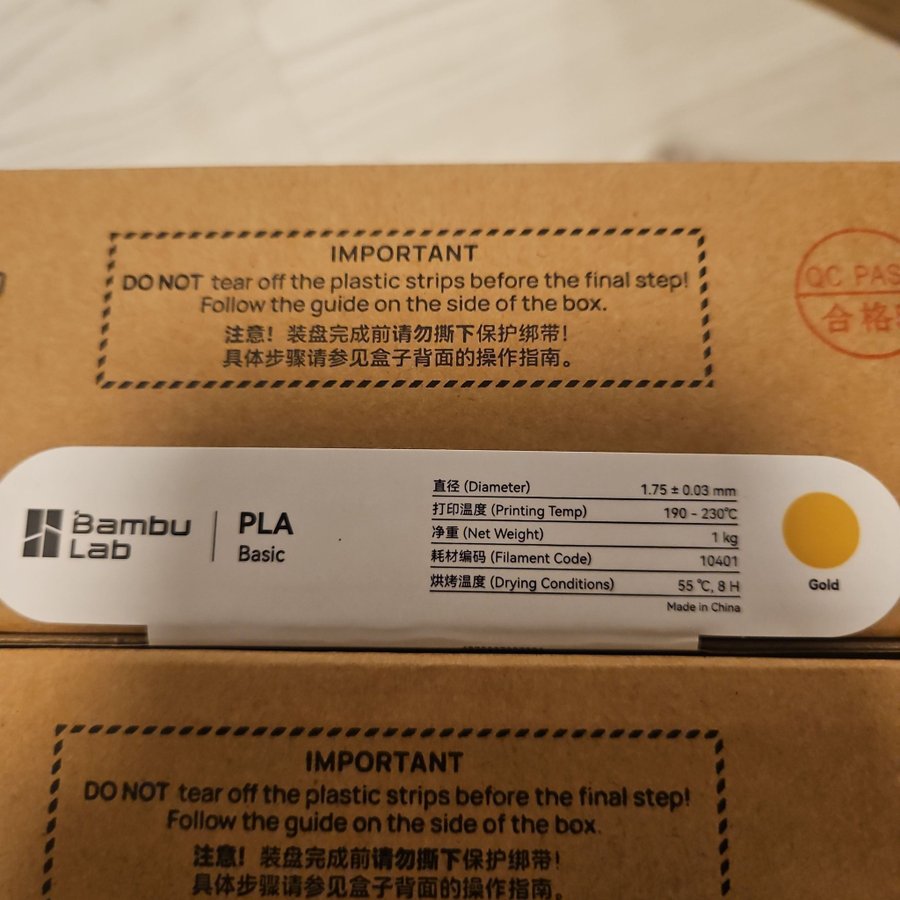 IMPORTANT
DO NOT tear off the plastic strips before the final step!
Follow the guide on the side of the box.
注意！装盘完成前请勿撕下保护绑带！
具体步骤请参见盒子背面的操作指南。
QC PAS
合格
Bambu
Lab
PLA
Basic
直径 (Diameter) 1.75 ± 0.03 mm
打印温度 (Printing Temp) 190 - 230℃
净重 (Net Weight) 1 kg
耗材编码 (Filament Code) 10401
烘烤温度 (Drying Conditions) 55 ℃, 8 H
Made in China
Gold
IMPORTANT
DO NOT tear off the plastic strips before the final step!
Follow the guide on the side of the box.
注意！装盘完成前请勿撕下保护绑带！
具体步骤请参见盒子背面的操作指南。